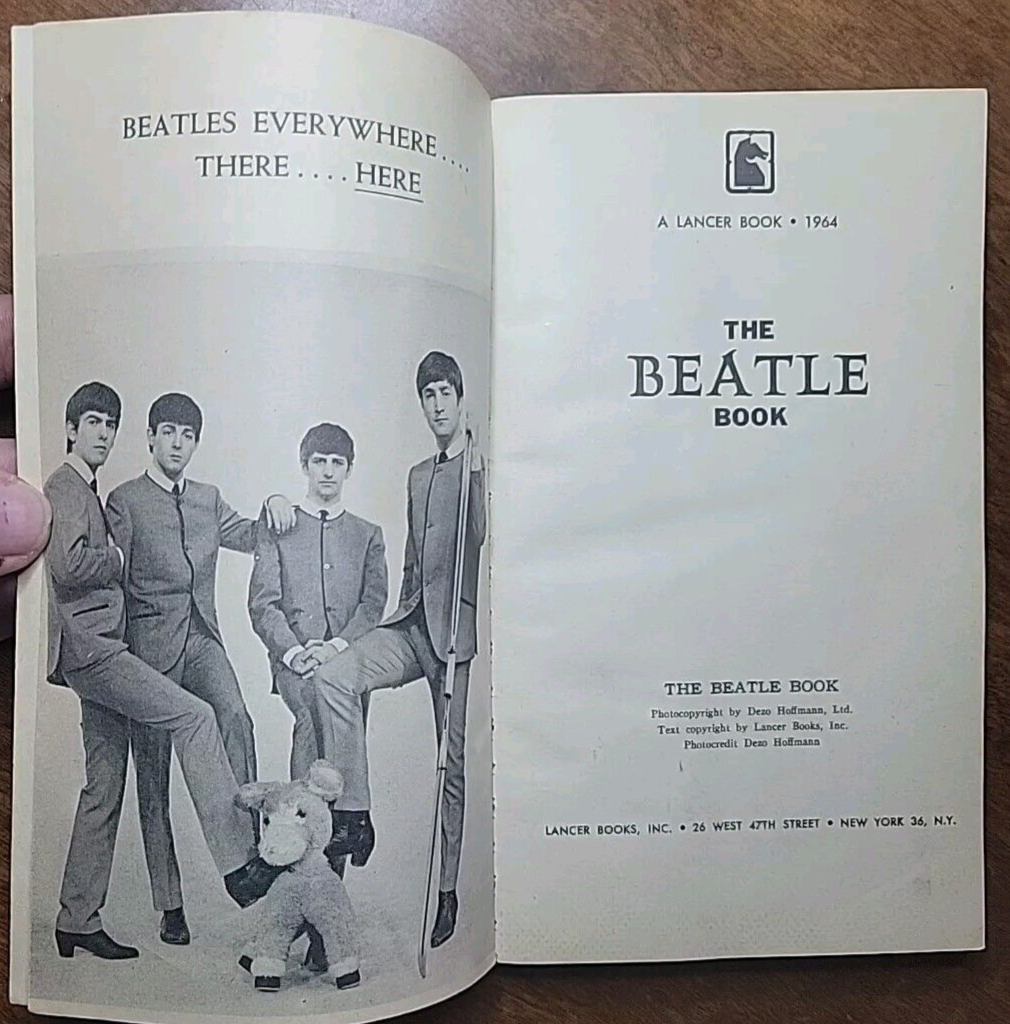 BEATLES EVERYWHERE....
THERE....HERE
A LANCER BOOK • 1964
THE
BEATLE
BOOK
THE BEATLE BOOK
Photocopyright by Dezo Hoffmann, Ltd.
Text copyright by Lancer Books, Inc.
Photocredit Dezo Hoffmann
LANCER BOOKS, INC. • 26 WEST 47TH STREET • NEW YORK 36, N.Y.